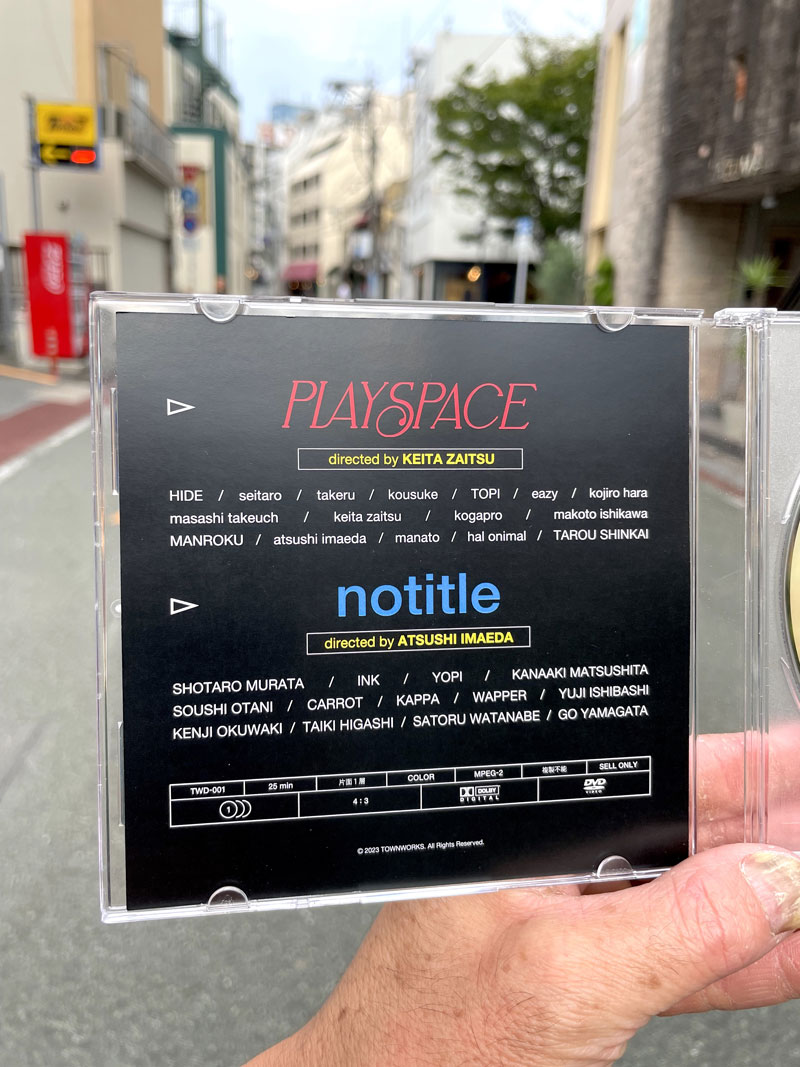 PLAYSPACE
directed by KEITA ZAITSU
HIDE / seitaro / takeru / kousuke / TOPI / eazy / kojiro hara
masashi takeuch / keita zaitsu / kogapro / makoto ishikawa
MANROKU / atsushi imaeda / manato / hal onimal / TAROU SHINKAI
notitle
directed by ATSUSHI IMAEDA
SHOTARO MURATA / INK / YOPI / KANAAKI MATSUSHITA
SOUSHI OTANI / CARROT / KAPPA / WAPPER / YUJI ISHIBASHI
KENJI OKUWAKI / TAIKI HIGASHI / SATORU WATANABE / GO YAMAGATA
TWD-001 25 min 片面1層 COLOR MPEG-2 複製不能 SELL ONLY
1 4:3 DOLBY DIGITAL DVD VIDEO
© 2023 TOWNWORKS. All Rights Reserved.